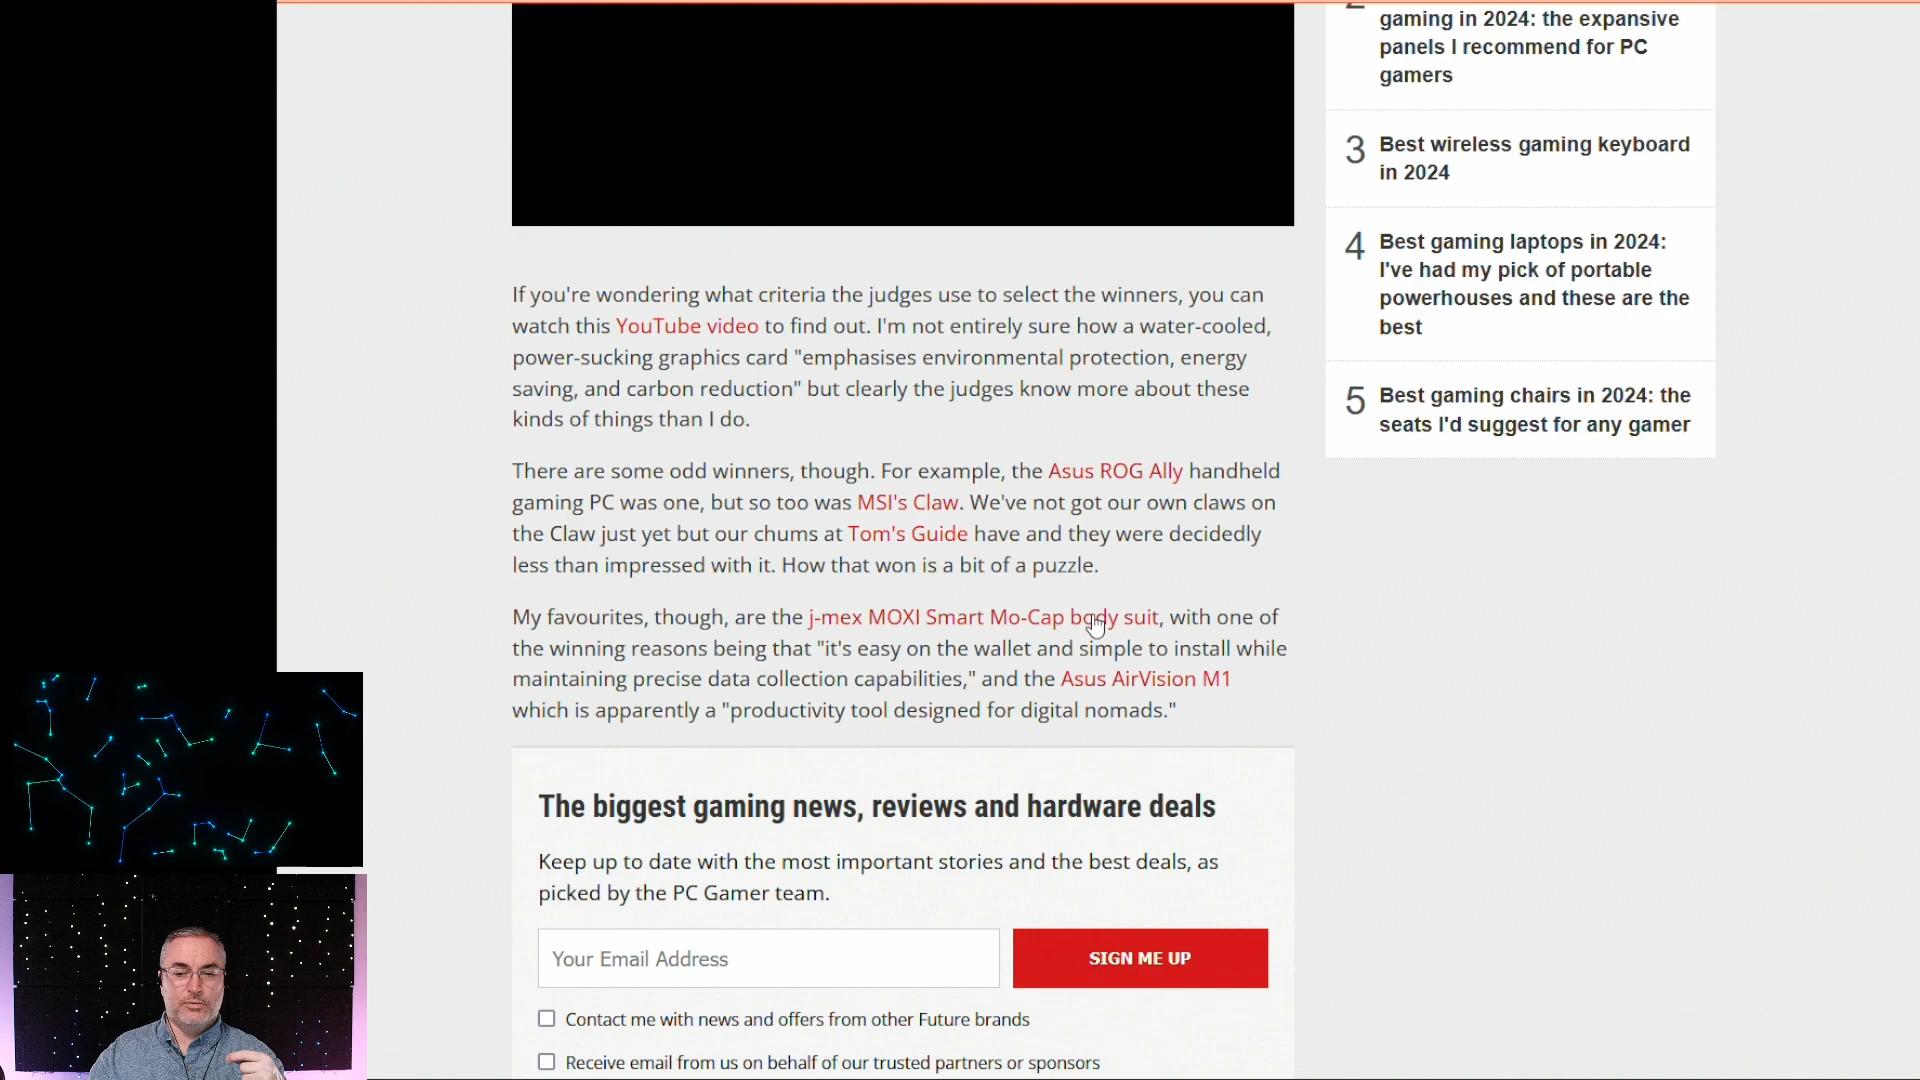 If you're wondering what criteria the judges use to select the winners, you can
watch this YouTube video to find out. I'm not entirely sure how a water-cooled,
power-sucking graphics card "emphasises environmental protection, energy
saving, and carbon reduction" but clearly the judges know more about these
kinds of things than I do.
There are some odd winners, though. For example, the Asus ROG Ally handheld
gaming PC was one, but so too was MSI's Claw. We've not got our own claws on
the Claw just yet but our chums at Tom's Guide have and they were decidedly
less than impressed with it. How that won is a bit of a puzzle.
My favourites, though, are the j-mex MOXI Smart Mo-Cap body suit, with one of
the winning reasons being that "it's easy on the wallet and simple to install while
maintaining precise data collection capabilities," and the Asus AirVision M1
which is apparently a "productivity tool designed for digital nomads."
The biggest gaming news, reviews and hardware deals
Keep up to date with the most important stories and the best deals, as
picked by the PC Gamer team.
Your Email Address
SIGN ME UP
Contact me with news and offers from other Future brands
Receive email from us on behalf of our trusted partners or sponsors
gaming in 2024: the expansive
panels I recommend for PC
gamers
3
Best wireless gaming keyboard
in 2024
4
Best gaming laptops in 2024:
I've had my pick of portable
powerhouses and these are the
best
5
Best gaming chairs in 2024: the
seats I'd suggest for any gamer